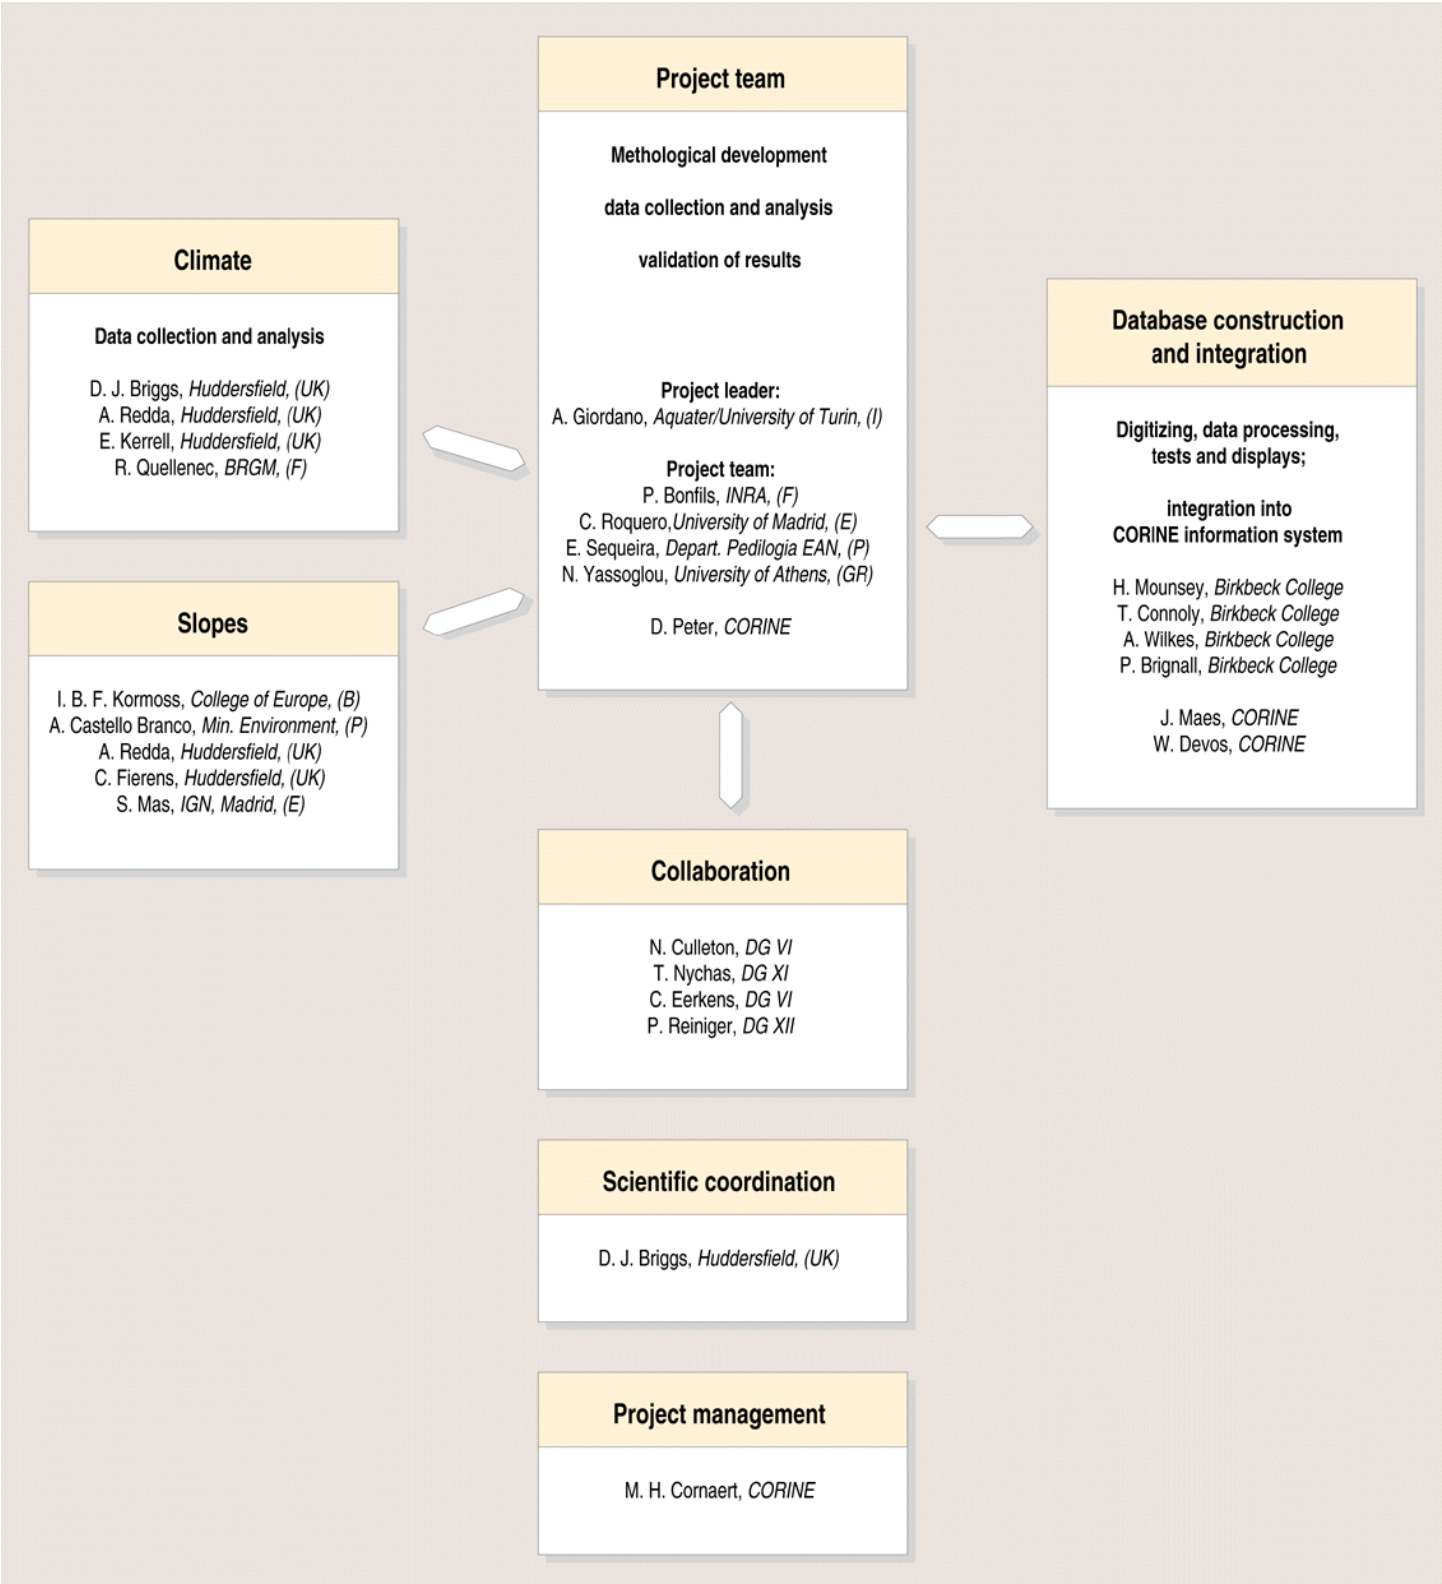 Project team
Methological development
data collection and analysis
validation of results
Project leader:
A. Giordano, Aquater/University of Turin, (I)
Project team:
P. Bonfils, INRA, (F)
C. Roquero,University of Madrid, (E)
E. Sequeira, Depart. Pedilogia EAN, (P)
N. Yassoglou, University of Athens, (GR)
D. Peter, CORINE
Climate
Data collection and analysis
D. J. Briggs, Huddersfield, (UK)
A. Redda, Huddersfield, (UK)
E. Kerrell, Huddersfield, (UK)
R. Quellenec, BRGM, (F)
Slopes
I. B. F. Kormoss, College of Europe, (B)
A. Castello Branco, Min. Environment, (P)
A. Redda, Huddersfield, (UK)
C. Fierens, Huddersfield, (UK)
S. Mas, IGN, Madrid, (E)
Database construction
and integration
Digitizing, data processing,
tests and displays;
integration into
CORINE information system
H. Mounsey, Birkbeck College
T. Connoly, Birkbeck College
A. Wilkes, Birkbeck College
P. Brignall, Birkbeck College
J. Maes, CORINE
W. Devos, CORINE
Collaboration
N. Culleton, DG VI
T. Nychas, DG XI
C. Eerkens, DG VI
P. Reiniger, DG XII
Scientific coordination
D. J. Briggs, Huddersfield, (UK)
Project management
M. H. Cornaert, CORINE